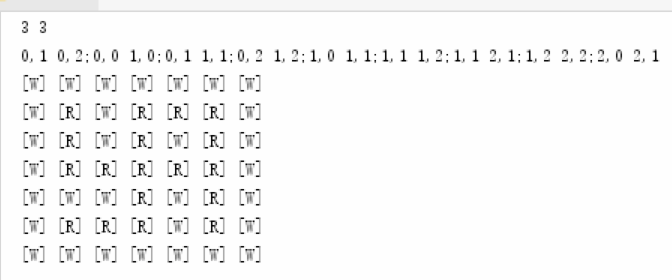 3 3
0,1 0,2;0,0 1,0;0,1 1,1;0,2 1,2;1,0 1,1;1,1 1,2;1,1 2,1;1,2 2,2;2,0 2,1
[W] [W] [W] [W] [W] [W] [W]
[W] [R] [W] [R] [R] [R] [W]
[W] [R] [W] [R] [W] [R] [W]
[W] [R] [R] [R] [R] [R] [W]
[W] [W] [W] [R] [W] [R] [W]
[W] [R] [R] [R] [W] [R] [W]
[W] [W] [W] [W] [W] [W] [W]